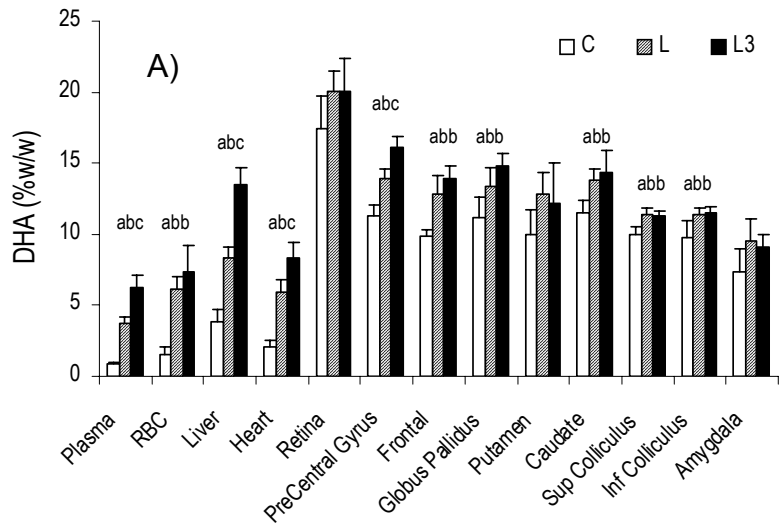 25
20
15
10
5
0
DHA (%w/w)
A)
C L L3
abc
abb
abc
abc
abc
abb
abb
abb
abb
abb
Plasma
RBC
Liver
Heart
Retina
PreCentral Gyrus
Frontal
Globus Pallidus
Putamen
Caudate
Sup Colliculus
Inf Colliculus
Amygdala